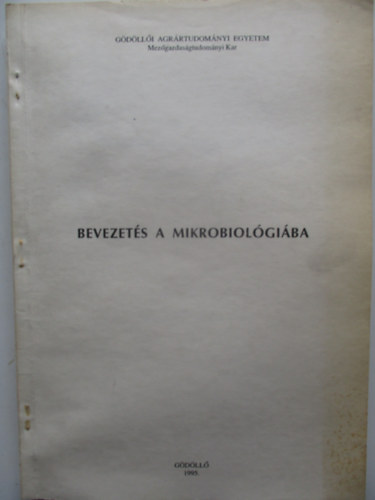 GÖDÖLLŐI AGRÁRTUDOMÁNYI EGYETEM
Mezőgazdaságtudományi Kar
BEVEZETÉS A MIKROBIOLÓGIÁBA
GÖDÖLLŐ